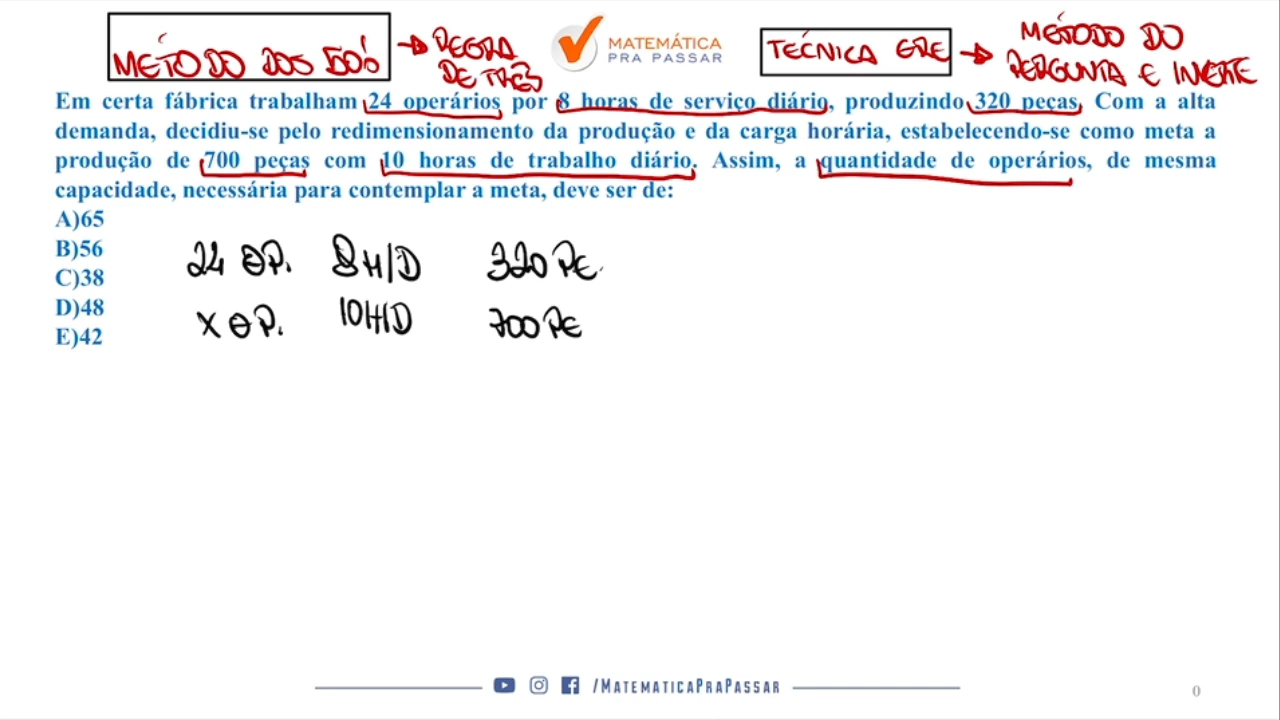 MÉTODO DOS 50'S → REGRA DE TRÊS
MATEMÁTICA
PRA PASSAR
TÉCNICA → MÉTODO DO
PERGUNTA E INVERTE
Em certa fábrica trabalham 24 operários por 8 horas de serviço diário, produzindo 320 peças. Com a alta
demanda, decidiu-se pelo redimensionamento da produção e da carga horária, estabelecendo-se como meta a
produção de 700 peças com 10 horas de trabalho diário. Assim, a quantidade de operários, de mesma
capacidade, necessária para contemplar a meta, deve ser de:
A)65
B)56
C)38
D)48
E)42
24 OP. 8H/D 320 PE.
X OP. 10H/D 700 PE
/MATEMATICAPRAPASSAR
0